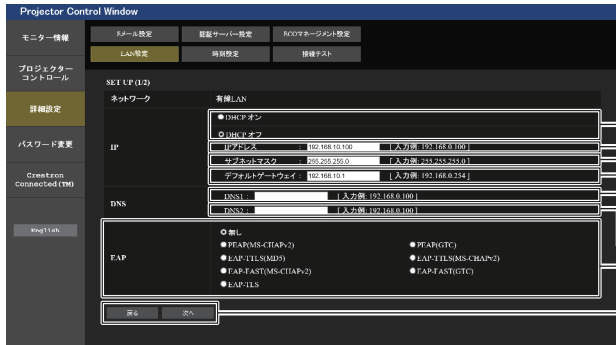 Projector Control Window
モニター情報
プロジェクター
コントロール
詳細設定
パスワード変更
Crestron
Connected(TM)
English
Eメール設定
認証サーバー設定
ECOマネージメント設定
LAN設定
時刻設定
接続テスト
SET UP (1/2)
ネットワーク 有線LAN
IP
DHCP オン
DHCP オフ
IPアドレス : 192.168.10.100 [ 入力例: 192.168.0.100 ]
サブネットマスク : 255.255.255.0 [ 入力例: 255.255.255.0 ]
デフォルトゲートウェイ : 192.168.10.1 [ 入力例: 192.168.0.254 ]
DNS
DNS1 : [ 入力例: 192.168.0.100 ]
DNS2 : [ 入力例: 192.168.0.100 ]
EAP
無し
PEAP(MS-CHAPv2) PEAP(GTC)
EAP-TTLS(MD5) EAP-TTLS(MS-CHAPv2)
EAP-FAST(MS-CHAPv2) EAP-FAST(GTC)
EAP-TLS
戻る 次へ